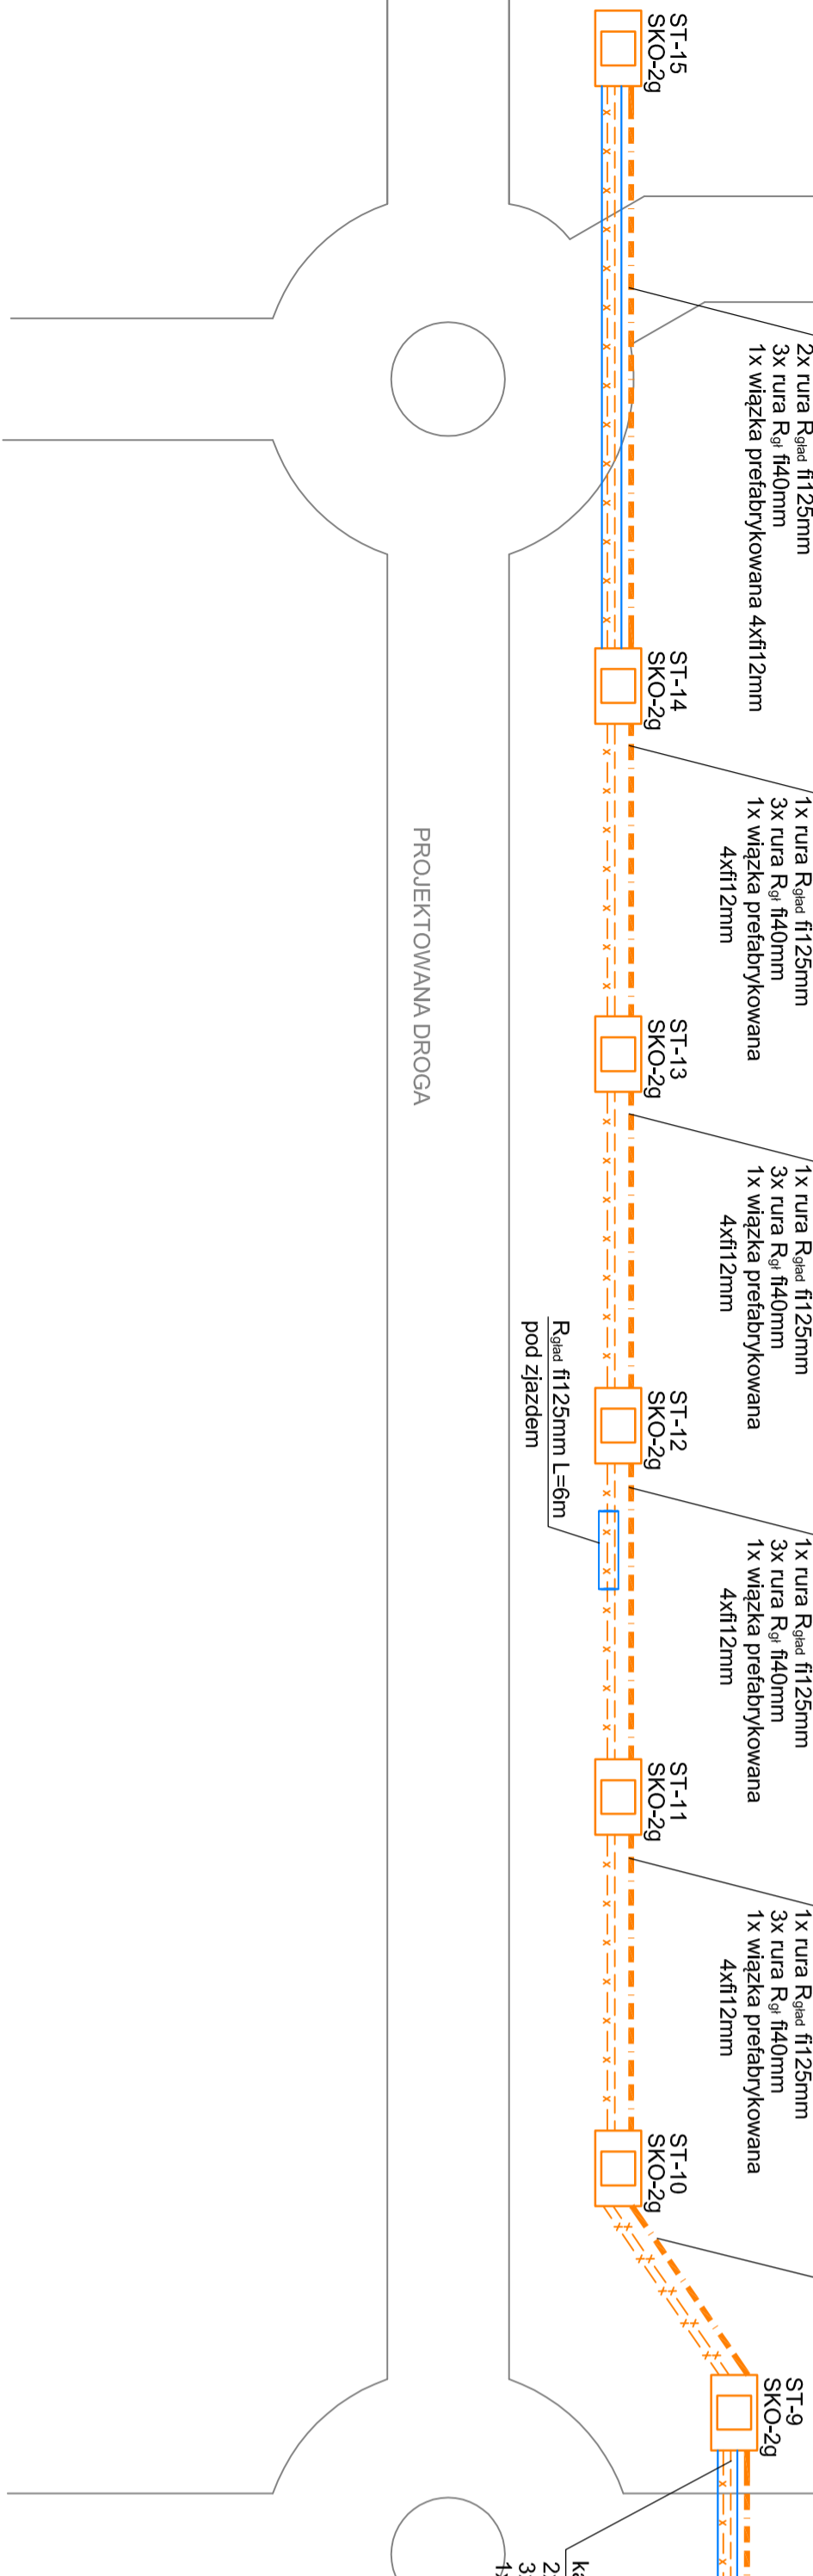 ST-15
SKO-2g
2x rura Rgład fi125mm
3x rura Rgł fi40mm
1x wiązka prefabrykowana 4xfi12mm
ST-14
SKO-2g
1x rura Rgład fi125mm
3x rura Rgł fi40mm
1x wiązka prefabrykowana
4xfi12mm
PROJEKTOWANA DROGA
ST-13
SKO-2g
1x rura Rgład fi125mm
3x rura Rgł fi40mm
1x wiązka prefabrykowana
4xfi12mm
Rgład fi125mm L=6m
pod zjazdem
ST-12
SKO-2g
1x rura Rgład fi125mm
3x rura Rgł fi40mm
1x wiązka prefabrykowana
4xfi12mm
ST-11
SKO-2g
1x rura Rgład fi125mm
3x rura Rgł fi40mm
1x wiązka prefabrykowana
4xfi12mm
ST-10
SKO-2g
ST-9
SKO-2g